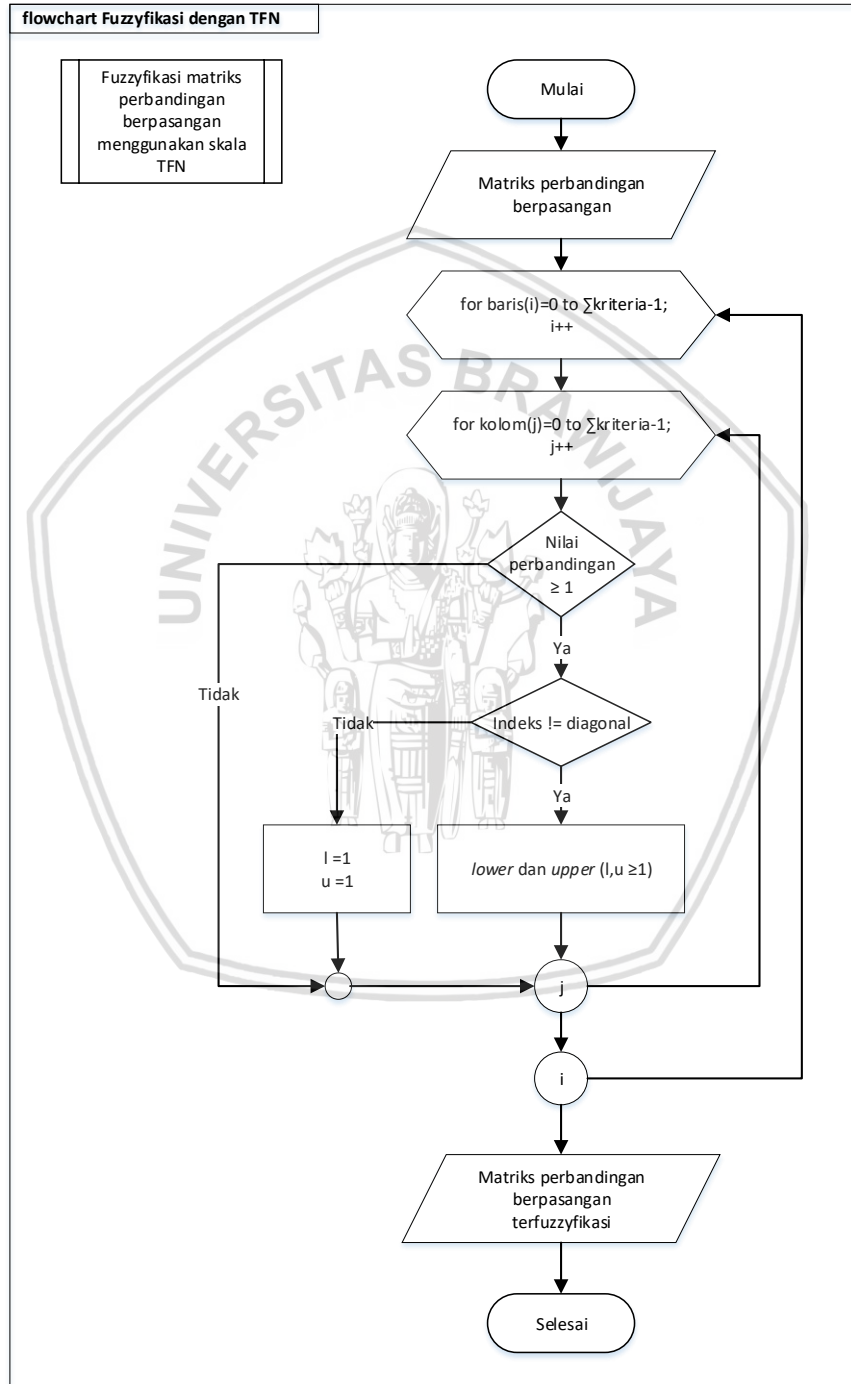 flowchart Fuzzyfikasi dengan TFN
Fuzzyfikasi matriks
perbandingan
berpasangan
menggunakan skala
TFN
Mulai
Matriks perbandingan
berpasangan
for baris(i)=0 to ∑kriteria-1;
i++
for kolom(j)=0 to ∑kriteria-1;
j++
Nilai
perbandingan
≥ 1
Ya
Tidak
Indeks != diagonal
Tidak
Ya
l =1
u =1
lower dan upper (l,u ≥1)
j
i
Matriks perbandingan
berpasangan
terfuzzyfikasi
Selesai
UNIVERSITAS BRAWIJAYA